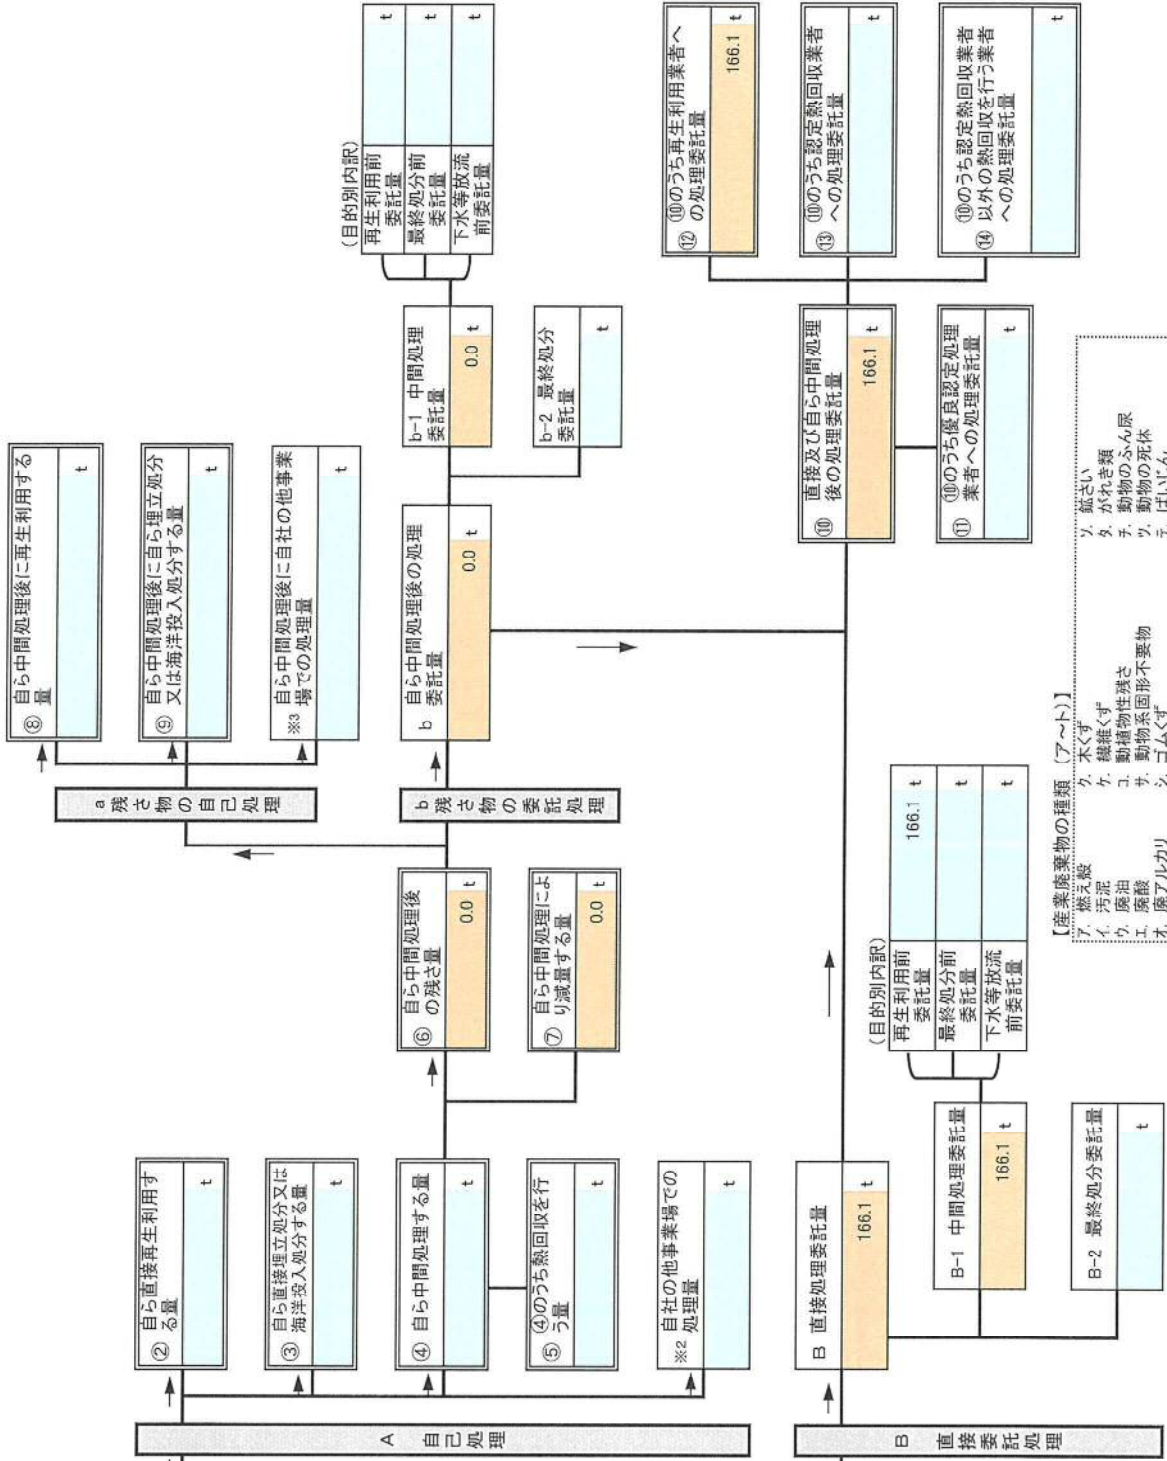 A 自己処理
② 自ら直接再生利用す
る量
t
③ 自ら直接埋立処分又は
海洋投入処分する量
t
④ 自ら中間処理する量
t
⑤ ④のうち熱回収を行
う量
t
※2 自社の他事業場での
処理量
t
⑥ 自ら中間処理後
の残さ量
0.0 t
⑦ 自ら中間処理によ
り減量する量
0.0 t
a 残さ物の自己処理
⑧ 自ら中間処理後に再生利用する
量
t
⑨ 自ら中間処理後に自ら埋立処分
又は海洋投入処分する量
t
※3 自ら中間処理後に自社の他事業
場での処理量
t
b 残さ物の委託処理
b 自ら中間処理後の処理
委託量
0.0 t
b-1 中間処理
委託量
0.0 t
b-2 最終処分
委託量
t
(目的別内訳)
再生利用前
委託量
t
最終処分前
委託量
t
下水等放流
前委託量
t
B 直接委託処理
B 直接処理委託量
166.1 t
B-1 中間処理委託量
166.1 t
B-2 最終処分委託量
t
(目的別内訳)
再生利用前
委託量
166.1 t
最終処分前
委託量
t
下水等放流
前委託量
t
⑩ 直接及び自ら中間処理
後の処理委託量
166.1 t
⑪ ⑩のうち優良認定処理
業者への処理委託量
t
⑫ ⑩のうち再生利用業者へ
の処理委託量
166.1 t
⑬ ⑩のうち認定熱回収業者
への処理委託量
t
⑭ ⑩のうち認定熱回収業者
以外の熱回収を行う業者
への処理委託量
t
【産業廃棄物の種類 (ア～ト)】
ア. 燃え殻
イ. 汚泥
ウ. 廃油
エ. 廃酸
オ. 廃アルカリ
ク. 木くず
ケ. 繊維くず
コ. 動植物性残さ
サ. 動物系固形不要物
シ. ゴムくず
ソ. 鉱さい
タ. がれき類
チ. 動物のふん尿
ツ. 動物の死体
テ. ばいじん